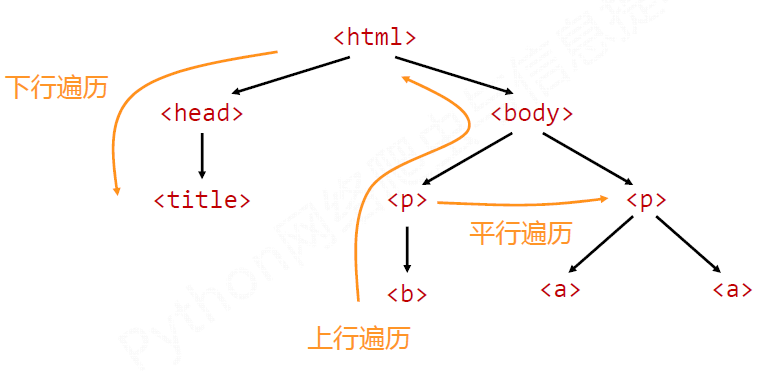 <html>
下行遍历
<head>
<body>
<title>
<p>
<p>
平行遍历
<b>
<a>
<a>
上行遍历